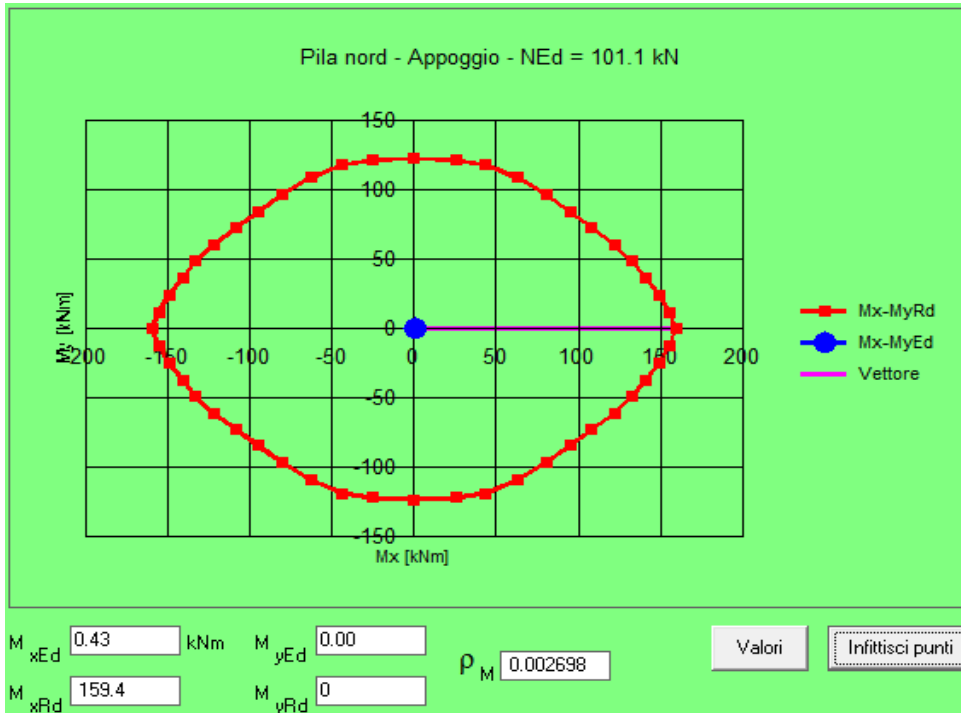 Pila nord - Appoggio - NEd = 101.1 kN
150
100
50
0
-200 -150 -100 -50 0 50 100 150 200
-50
-100
-150
My [kNm]
Mx [kNm]
Mx-MyRd
Mx-MyEd
Vettore
M xEd 0.43 kNm M yEd 0.00
M xRd 159.4 M yRd 0
ρ M 0.002698
Valori
Infittisci punti